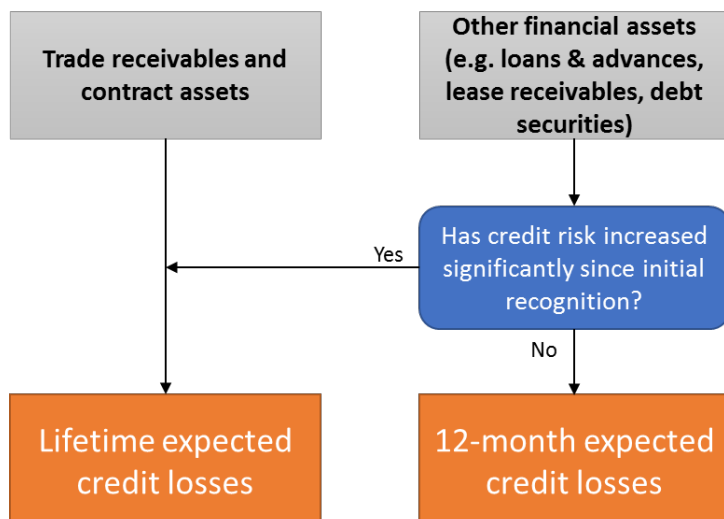 Trade receivables and
contract assets
Other financial assets
(e.g. loans & advances,
lease receivables, debt
securities)
Has credit risk increased
significantly since initial
recognition?
Yes
No
Lifetime expected
credit losses
12-month expected
credit losses